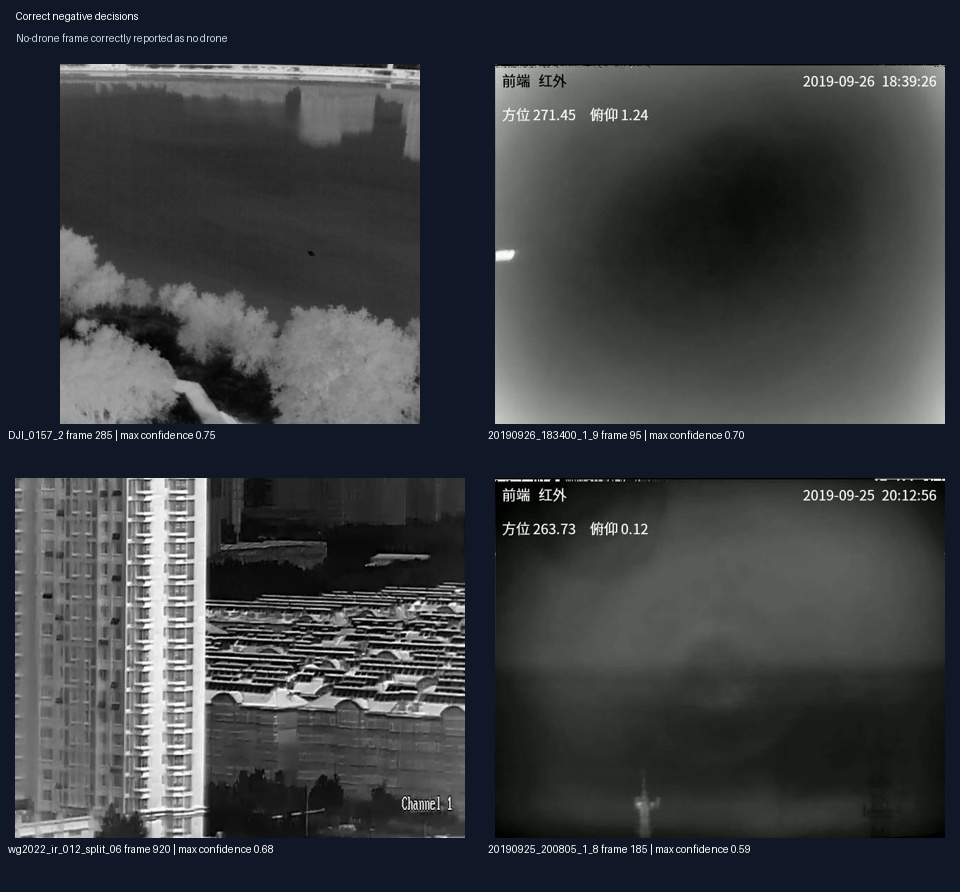 Correct negative decisions
No-drone frame correctly reported as no drone
前端 红外 2019-09-26 18:39:26
方位 271.45 俯仰 1.24
DJI_0157_2 frame 285 | max confidence 0.75
20190926_183400_1_9 frame 95 | max confidence 0.70
前端 红外 2019-09-25 20:12:56
方位 263.73 俯仰 0.12
Channel 1
wg2022_ir_012_split_06 frame 920 | max confidence 0.68
20190925_200805_1_8 frame 185 | max confidence 0.59